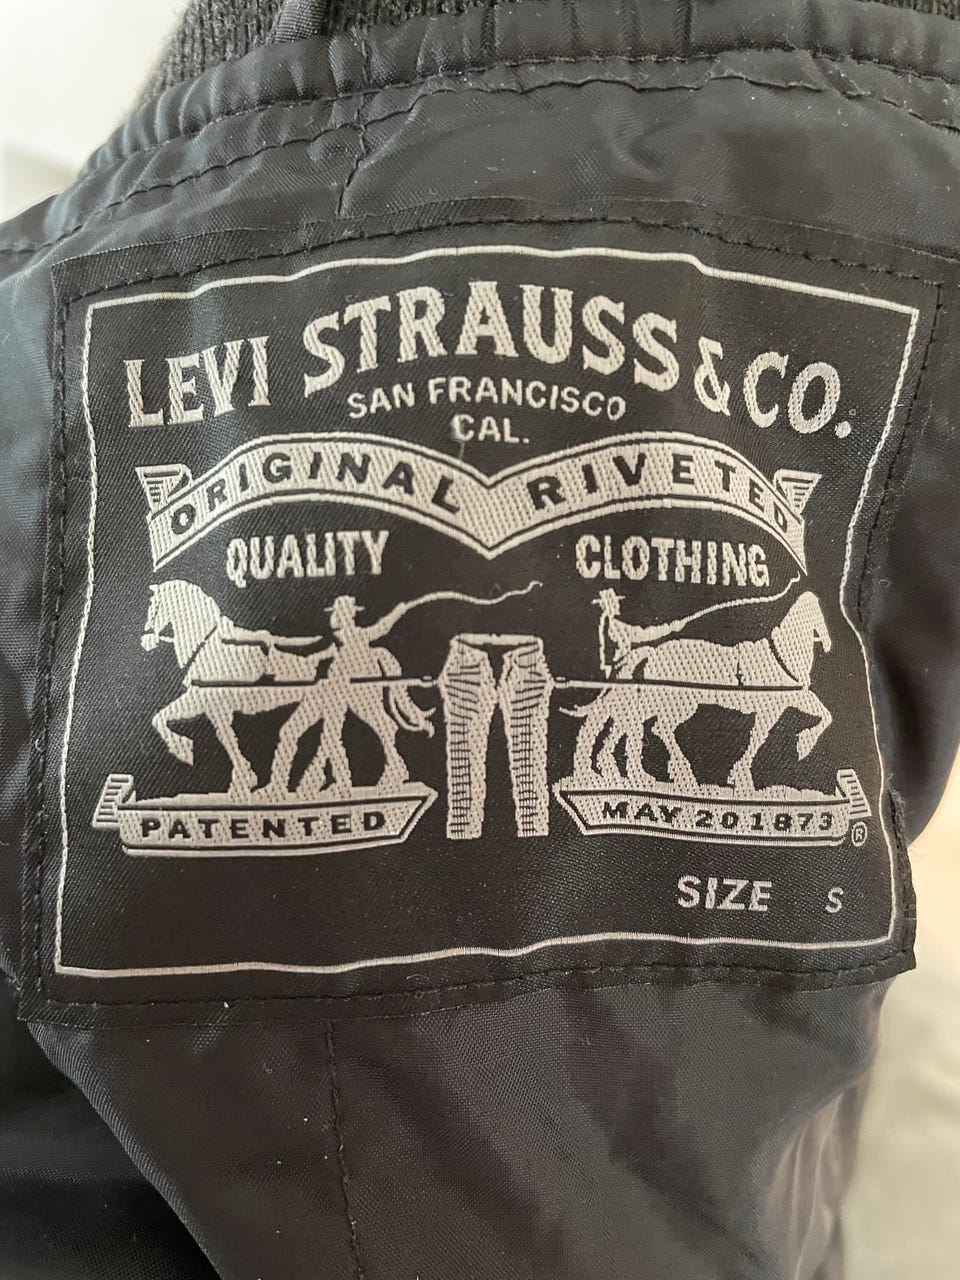 LEVI STRAUSS & CO.
SAN FRANCISCO
CAL.
ORIGINAL RIVETED
QUALITY CLOTHING
PATENTED MAY 20 1873 ®
SIZE S